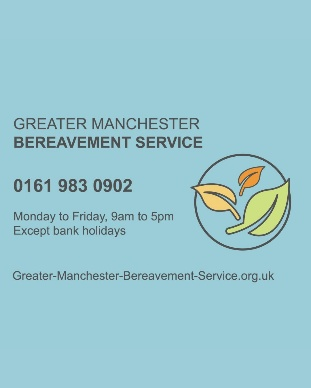 GREATER MANCHESTER
BEREAVEMENT SERVICE
0161 983 0902
Monday to Friday, 9am to 5pm
Except bank holidays
Greater-Manchester-Bereavement-Service.org.uk